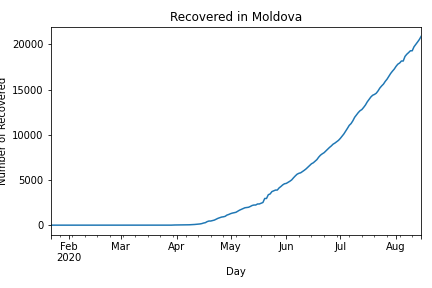 Recovered in Moldova
Number of Recovered
20000
15000
10000
5000
0
Feb
2020
Mar
Apr
May
Jun
Jul
Aug
Day